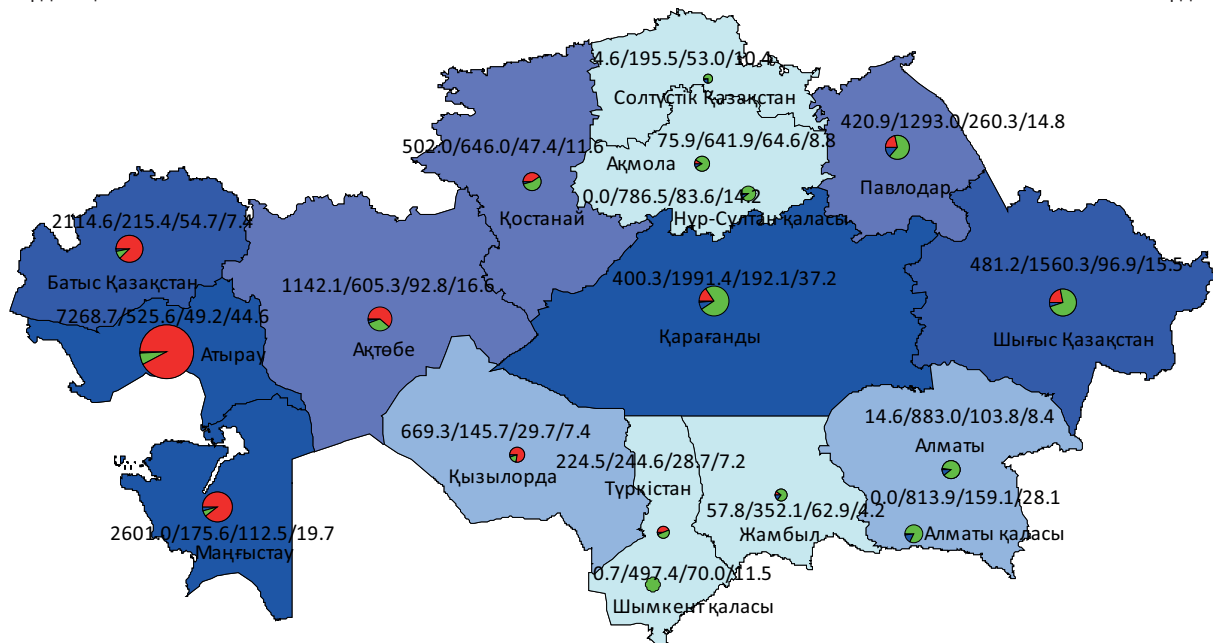 4.6/195.5/53.0/10.4
Солтүстік Қазақстан
420.9/1293.0/260.3/14.8
Павлодар
502.0/646.0/47.4/11.6
Қостанай
75.9/641.9/64.6/8.8
Ақмола
0.0/786.5/83.6/14.2
Нұр-Сұлтан қаласы
2114.6/215.4/54.7/7.4
Батыс Қазақстан
481.2/1560.3/96.9/15.5
Шығыс Қазақстан
400.3/1991.4/192.1/37.2
Қарағанды
1142.1/605.3/92.8/16.6
Ақтөбе
7268.7/525.6/49.2/44.6
Атырау
14.6/883.0/103.8/8.4
Алматы
669.3/145.7/29.7/7.4
Қызылорда
224.5/244.6/28.7/7.2
Түркістан
0.0/813.9/159.1/28.1
Алматы қаласы
57.8/352.1/62.9/4.2
Жамбыл
2601.0/175.6/112.5/19.7
Маңғыстау
0.7/497.4/70.0/11.5
Шымкент қаласы